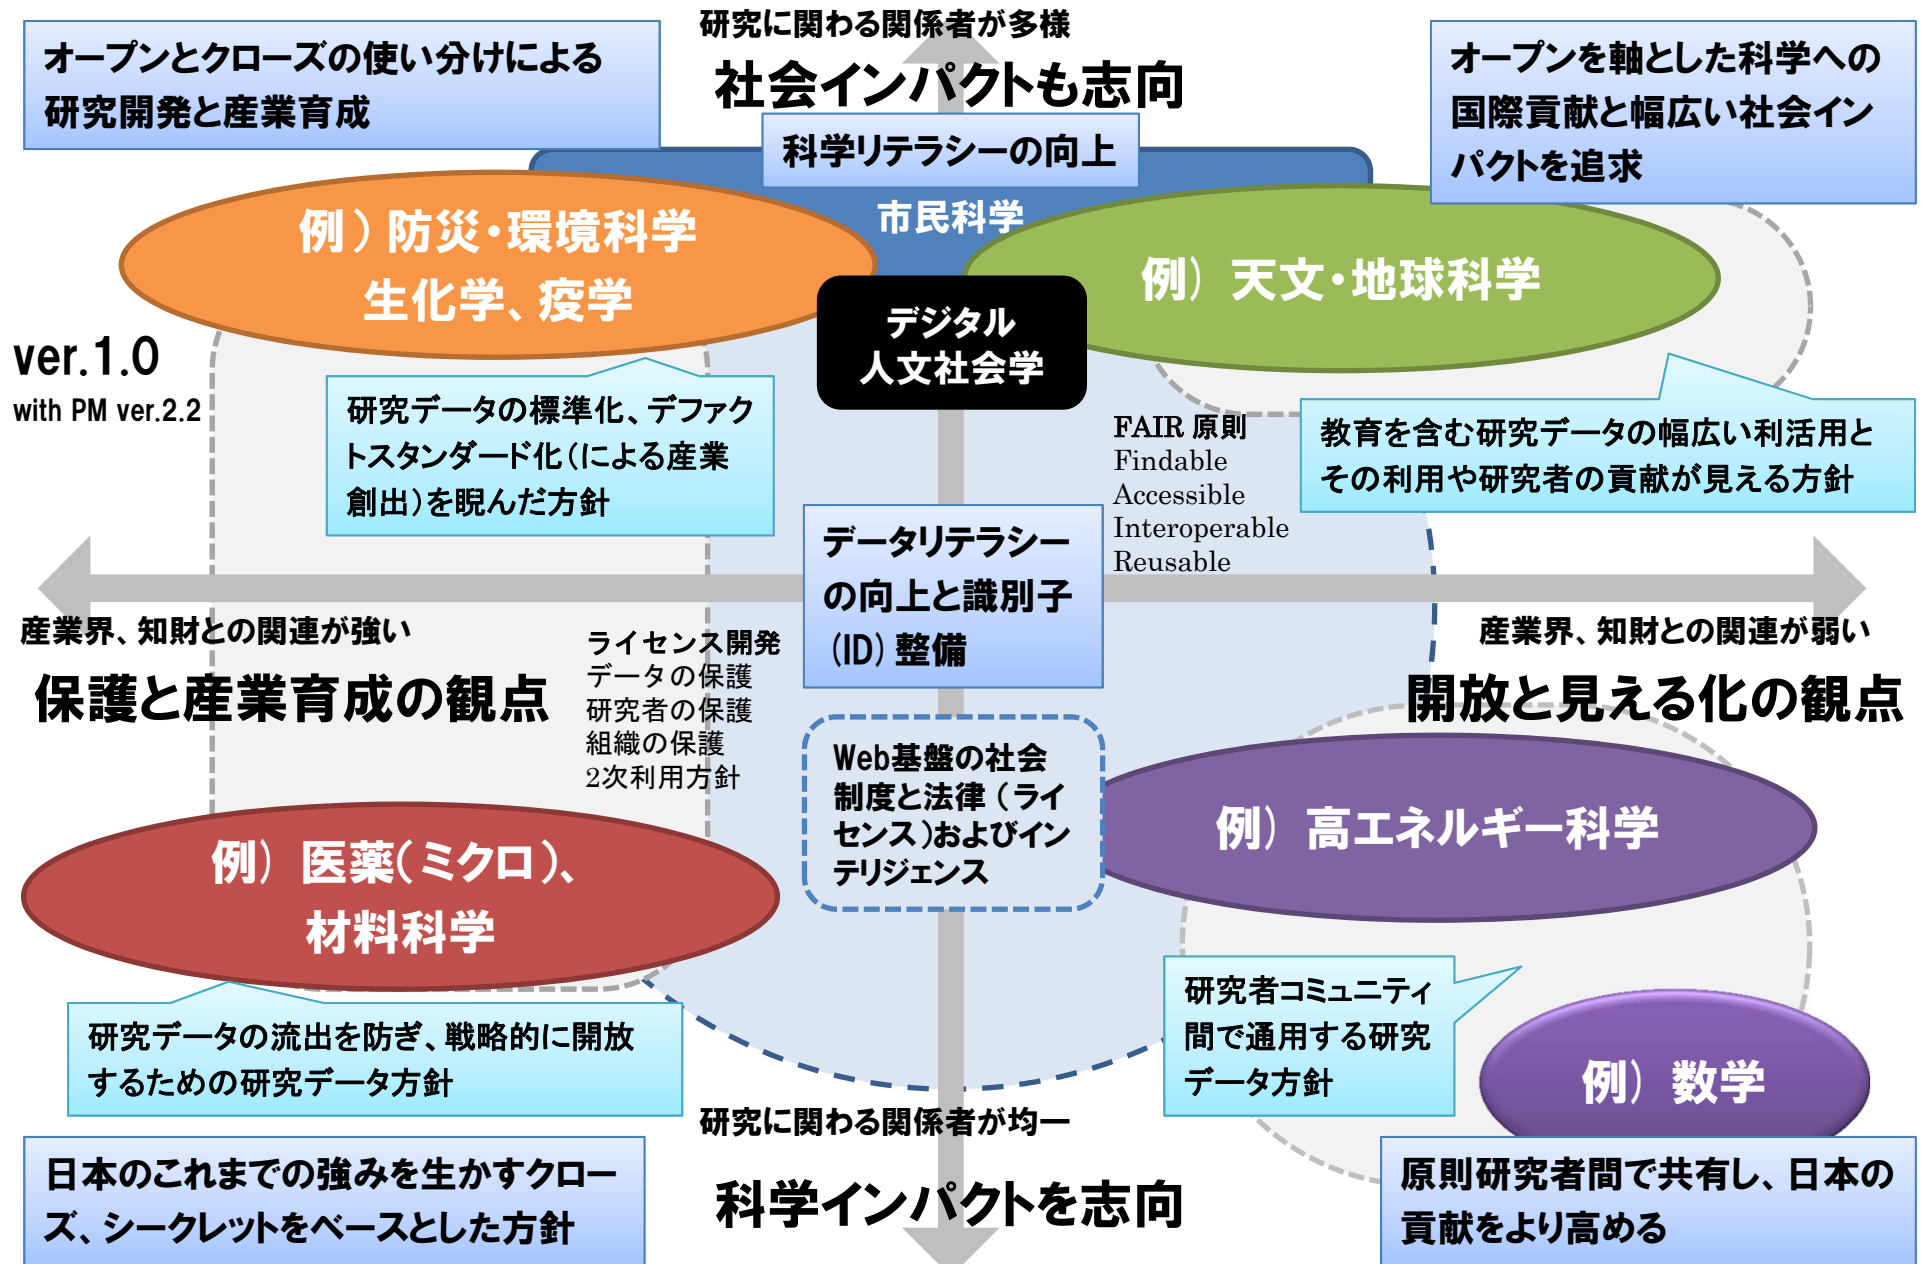 研究に関わる関係者が多様
社会インパクトも志向
オープンとクローズの使い分けによる
研究開発と産業育成
オープンを軸とした科学への
国際貢献と幅広い社会イン
パクトを追求
科学リテラシーの向上
市民科学
例）防災・環境科学
生化学、疫学
例）天文・地球科学
デジタル
人文社会学
ver.1.0
with PM ver.2.2
研究データの標準化、デファク
トスタンダード化（による産業
創出）を睨んだ方針
FAIR 原則
Findable
Accessible
Interoperable
Reusable
教育を含む研究データの幅広い利活用と
その利用や研究者の貢献が見える方針
データリテラシー
の向上と識別子
(ID) 整備
産業界、知財との関連が強い
保護と産業育成の観点
ライセンス開発
データの保護
研究者の保護
組織の保護
2次利用方針
産業界、知財との関連が弱い
開放と見える化の観点
Web基盤の社会
制度と法律（ライ
センス）およびイン
テリジェンス
例）高エネルギー科学
例）医薬（ミクロ）、
材料科学
研究データの流出を防ぎ、戦略的に開放
するための研究データ方針
研究者コミュニティ
間で通用する研究
データ方針
例）数学
研究に関わる関係者が均一
科学インパクトを志向
日本のこれまでの強みを生かすクロー
ズ、シークレットをベースとした方針
原則研究者間で共有し、日本の
貢献をより高める